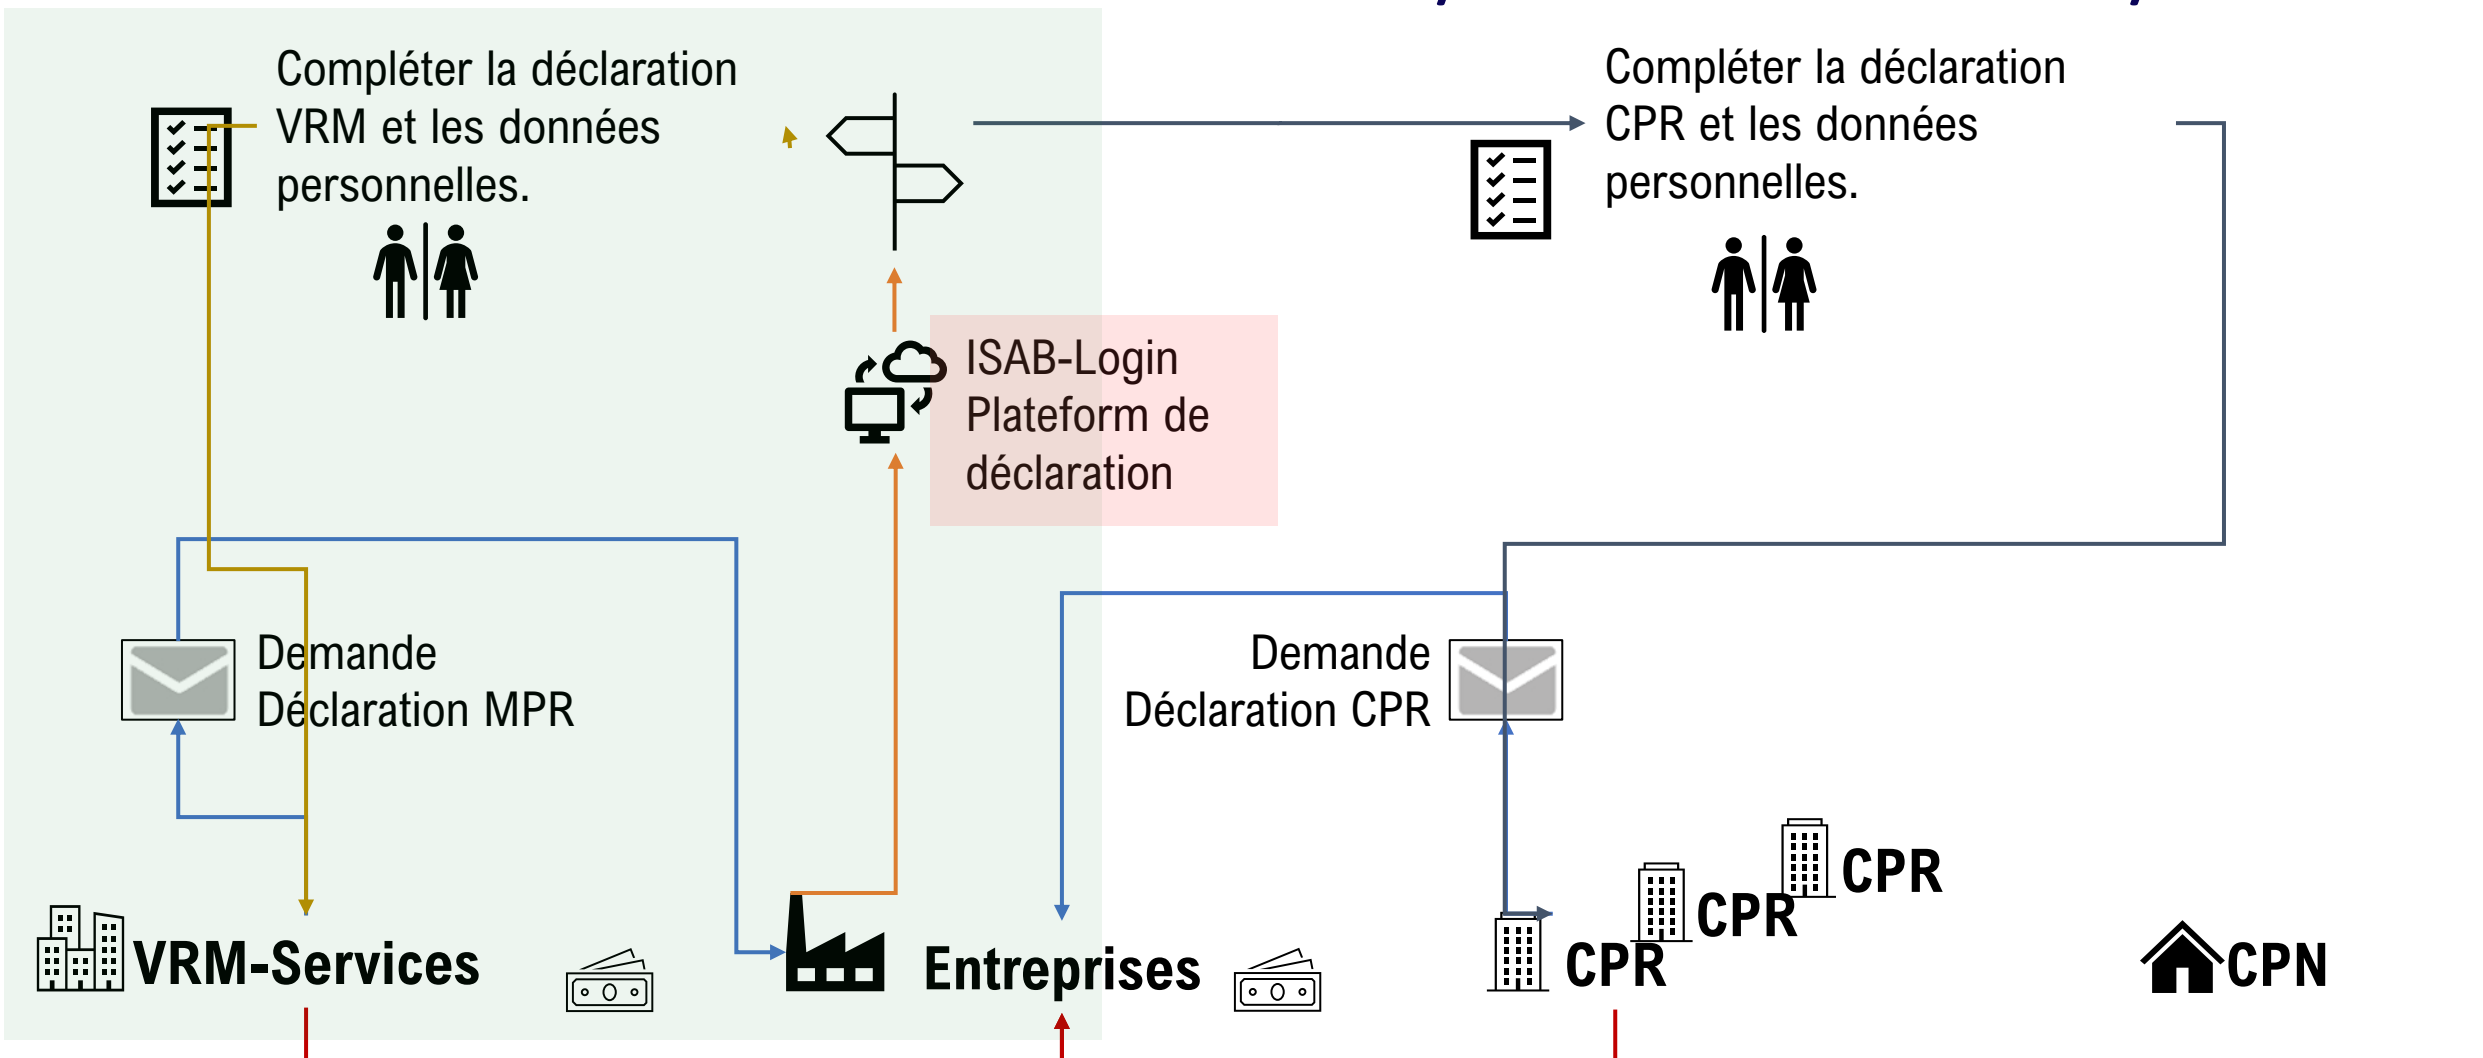 Compléter la déclaration
VRM et les données
personnelles.
Compléter la déclaration
CPR et les données
personnelles.
ISAB-Login
Plateform de
déclaration
Demande
Déclaration MPR
Demande
Déclaration CPR
CPR
CPR
CPR
VRM-Services
Entreprises
CPN